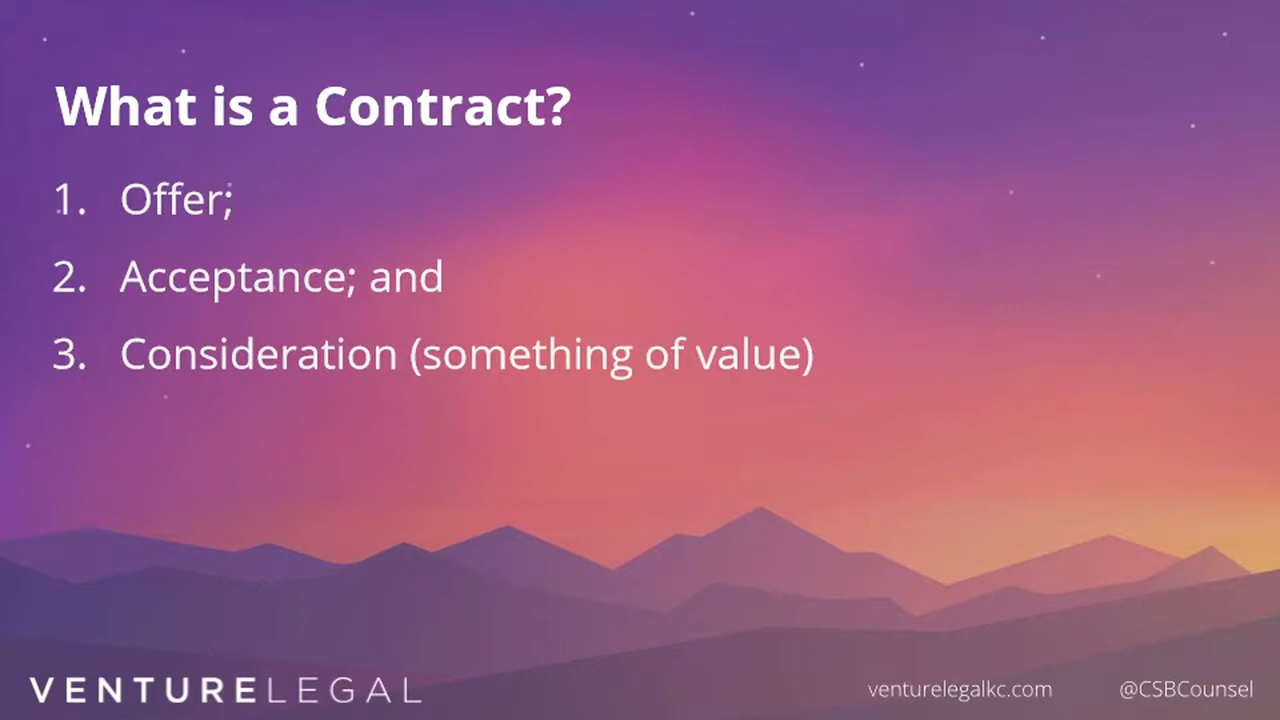 What is a Contract?
1. Offer;
2. Acceptance; and
3. Consideration (something of value)
VENTURELEGAL
venturelegalkc.com
@CSBCounsel